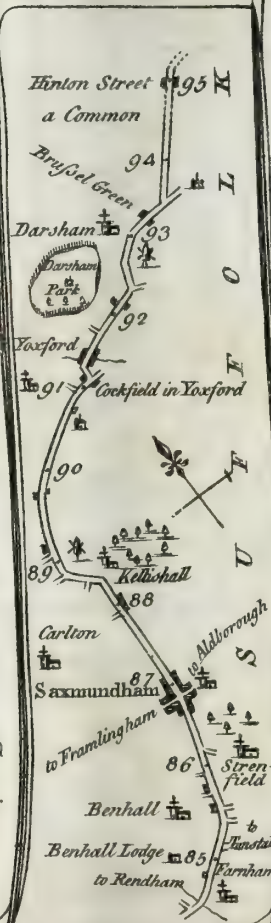 Hinton Street 95
a Common
94
Brussel Green
Darsham 93
Darsham
Park
92
Yoxford
91 Cockfield in Yoxford
90
89
Kellishall
88
Carlton
to Aldborough
87
Saxmundham
to Framlingham
86
Stren-
field
Benhall
to
Tunstal
Benhall Lodge 85
Farnham
to Rendham
SUFFOLK